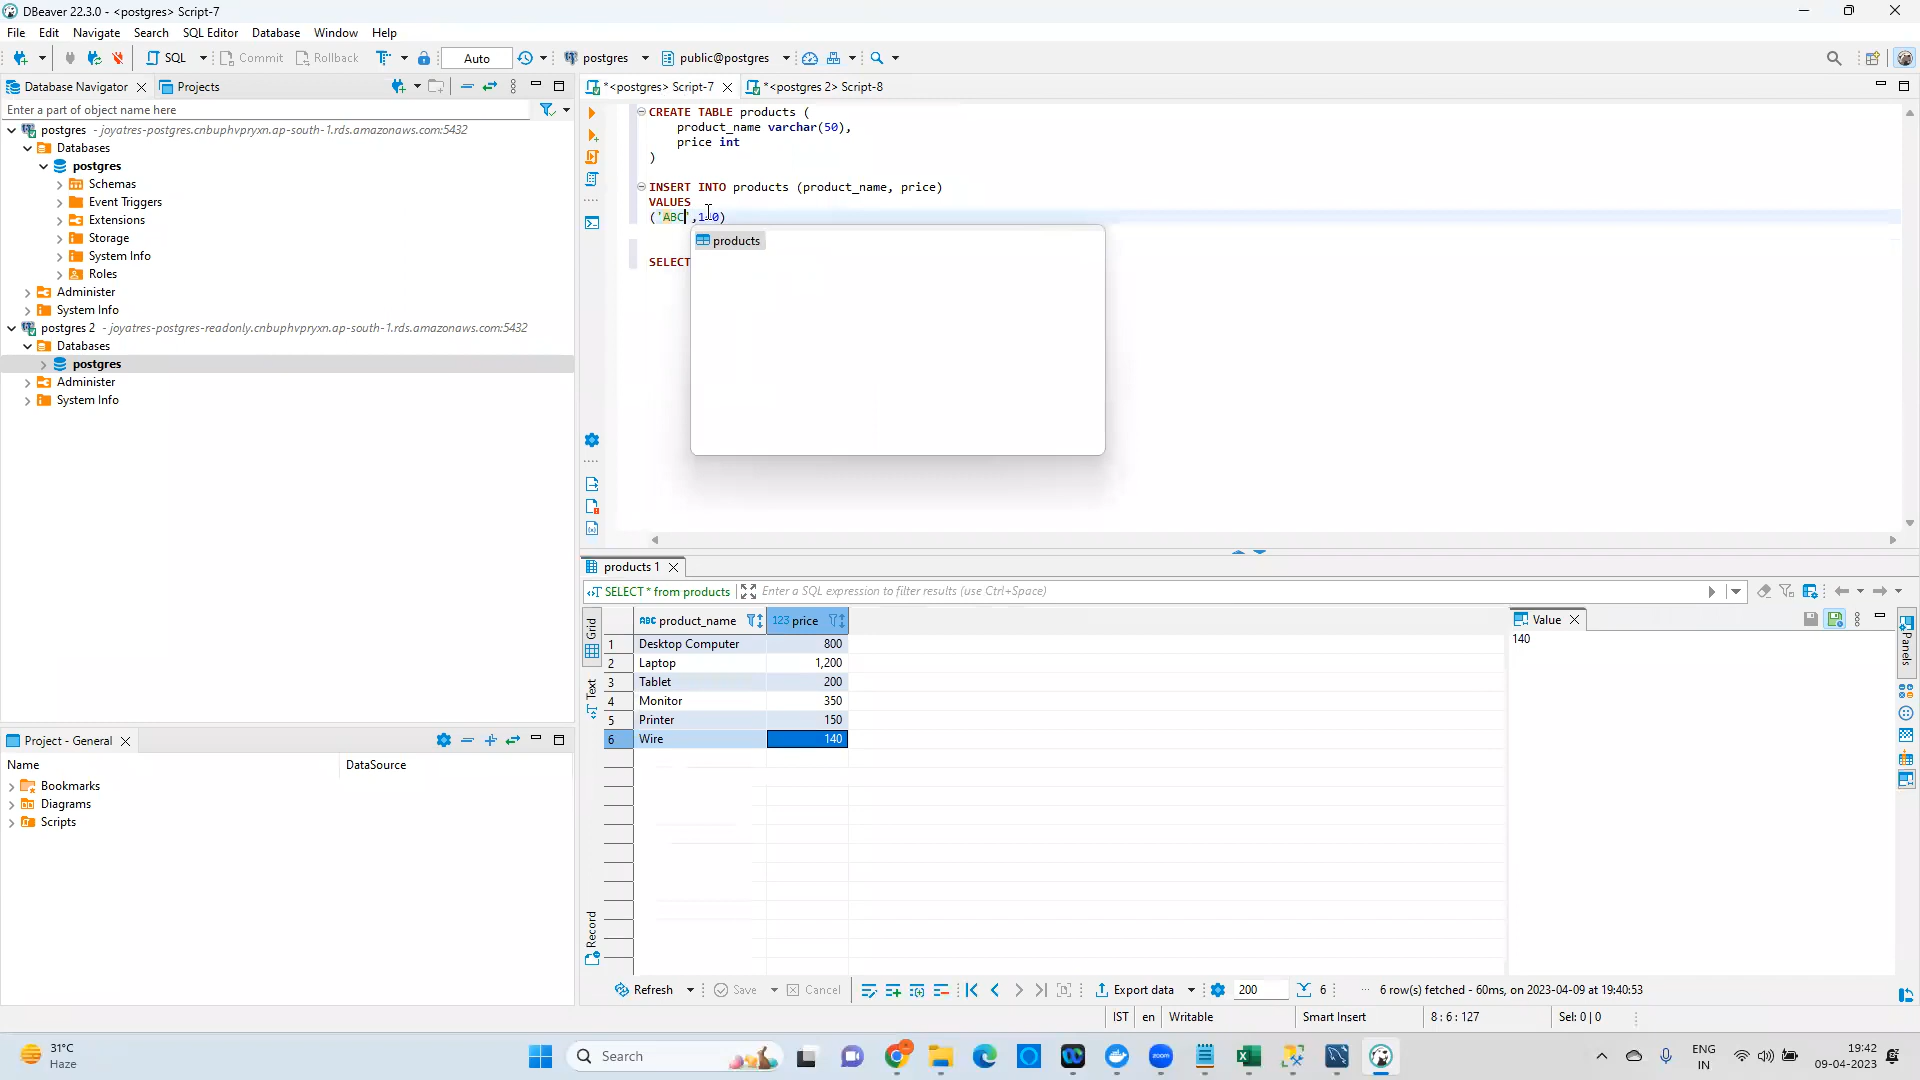 DBeaver 22.3.0 - <postgres> Script-7
File Edit Navigate Search SQL Editor Database Window Help
SQL Commit Rollback Auto postgres public@postgres
Database Navigator Projects
*<postgres> Script-7 *<postgres 2> Script-8
Enter a part of object name here
postgres - joyatres-postgres.cnbuphvpryxn.ap-south-1.rds.amazonaws.com:5432
Databases
postgres
Schemas
Event Triggers
Extensions
Storage
System Info
Roles
Administer
System Info
postgres 2 - joyatres-postgres-readonly.cnbuphvpryxn.ap-south-1.rds.amazonaws.com:5432
Databases
postgres
Administer
System Info
CREATE TABLE products (
product_name varchar(50),
price int
)
INSERT INTO products (product_name, price)
VALUES
('ABC',140)
products
SELECT
Project - General
Name DataSource
Bookmarks
Diagrams
Scripts
products 1
SELECT * from products Enter a SQL expression to filter results (use Ctrl+Space)
Grid
Text
Record
ABC product_name 123 price
1 Desktop Computer 800
2 Laptop 1,200
3 Tablet 200
4 Monitor 350
5 Printer 150
6 Wire 140
Value
140
Panels
Refresh Save Cancel Export data 200 6 ... 6 row(s) fetched - 60ms, on 2023-04-09 at 19:40:53
IST en Writable Smart Insert 8 : 6 : 127 Sel: 0 | 0
31°C
Haze
Search
zoom
ENG
IN
19:42
09-04-2023